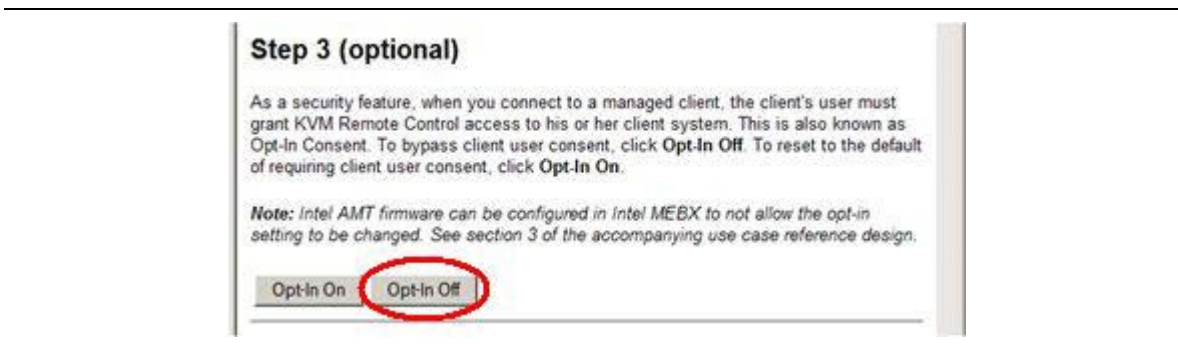 Step 3 (optional)
As a security feature, when you connect to a managed client, the client's user must
grant KVM Remote Control access to his or her client system. This is also known as
Opt-In Consent. To bypass client user consent, click Opt-In Off. To reset to the default
of requiring client user consent, click Opt-In On.
Note: Intel AMT firmware can be configured in Intel MEBX to not allow the opt-in
setting to be changed. See section 3 of the accompanying use case reference design.
Opt-In On Opt-In Off